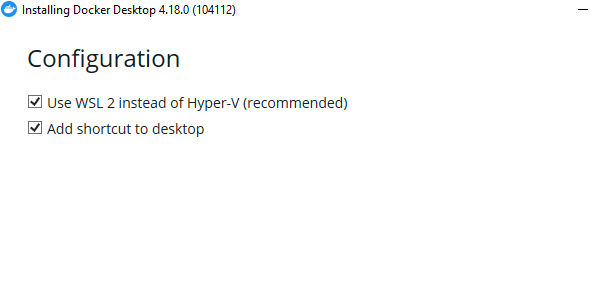 Installing Docker Desktop 4.18.0 (104112)
Configuration
Use WSL 2 instead of Hyper-V (recommended)
Add shortcut to desktop